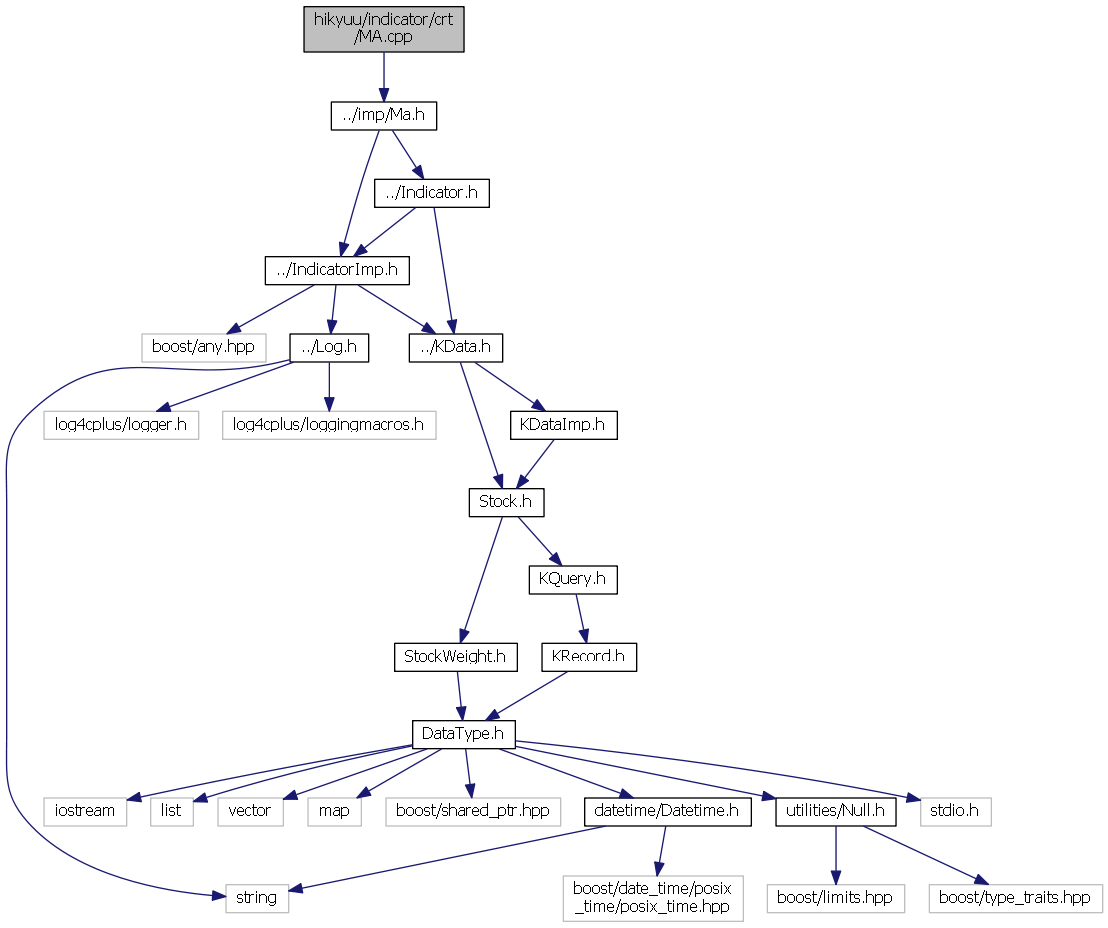 hikyuu/indicator/crt
/MA.cpp
../imp/Ma.h
../Indicator.h
../IndicatorImp.h
boost/any.hpp
../Log.h
../KData.h
log4cplus/logger.h
log4cplus/loggingmacros.h
KDataImp.h
Stock.h
KQuery.h
StockWeight.h
KRecord.h
DataType.h
iostream
list
vector
map
boost/shared_ptr.hpp
datetime/Datetime.h
utilities/Null.h
stdio.h
string
boost/date_time/posix
_time/posix_time.hpp
boost/limits.hpp
boost/type_traits.hpp